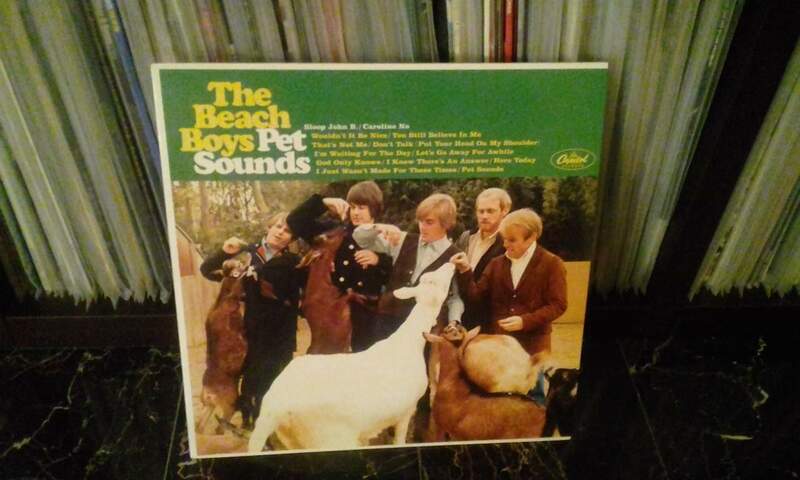 The
Beach
Boys Pet
Sounds
Sloop John B./Caroline No
Wouldn't It Be Nice/You Still Believe In Me
That's Not Me/Don't Talk (Put Your Head On My Shoulder)
I'm Waiting For The Day/Let's Go Away For Awhile
God Only Knows/I Know There's An Answer/Here Today
I Just Wasn't Made For These Times/Pet Sounds
Capitol